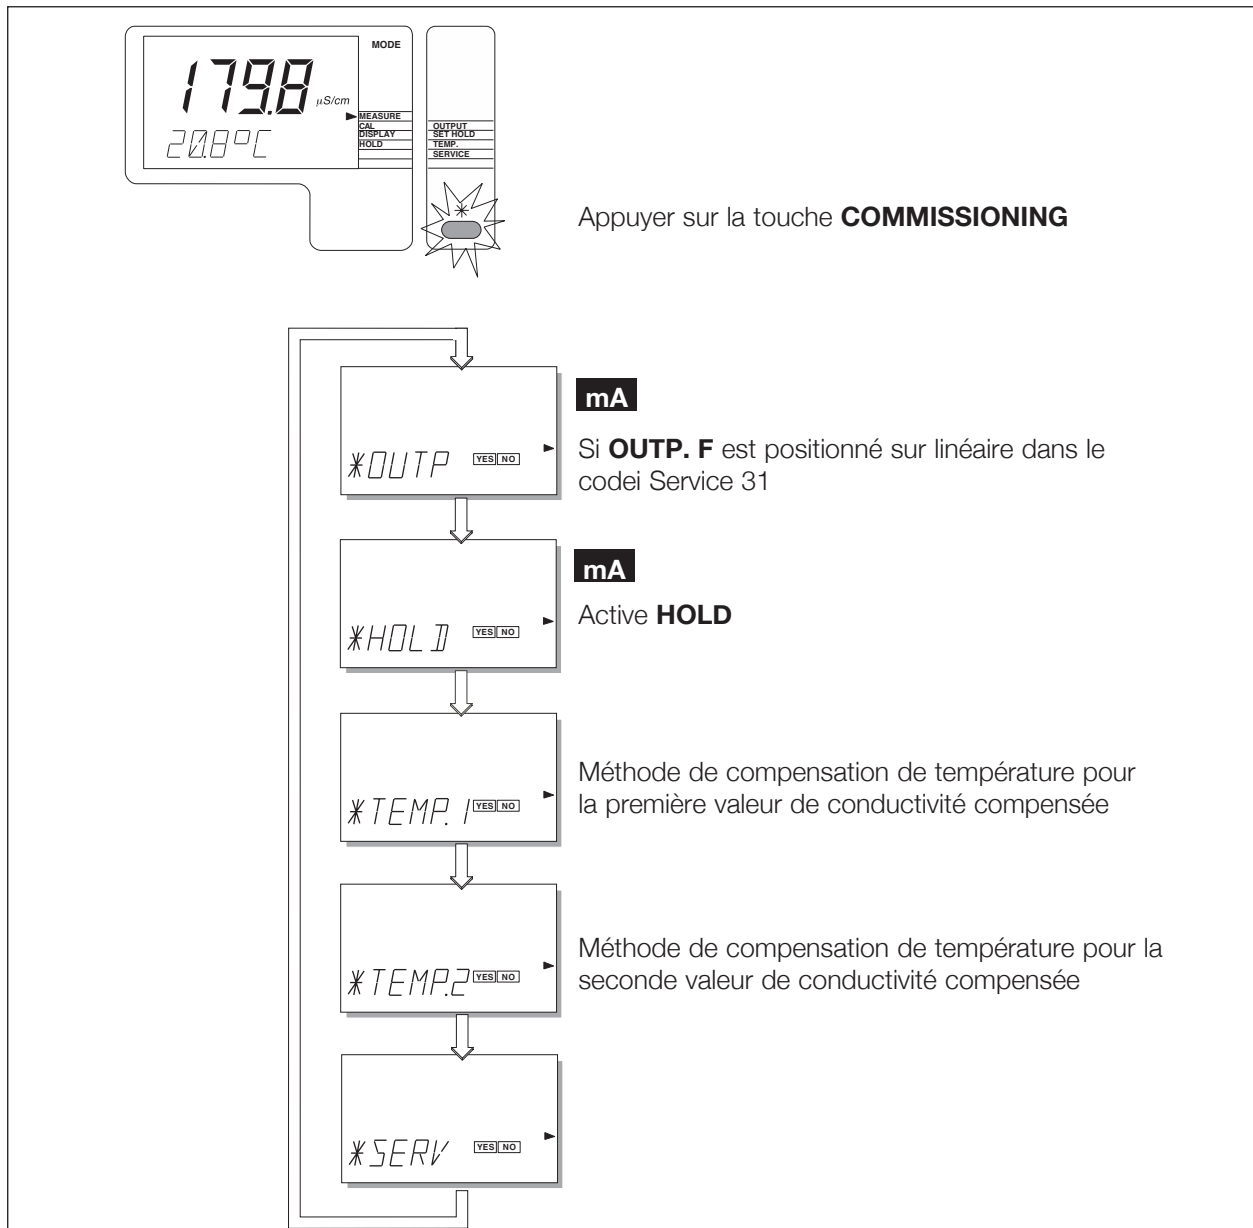 MODE
179.8 µS/cm
20.8°C
MEASURE
CAL
DISPLAY
HOLD
OUTPUT
SET HOLD
TEMP.
SERVICE
*
Appuyer sur la touche COMMISSIONING
mA
Si OUTP. F est positionné sur linéaire dans le
codei Service 31
*OUTP YES NO
mA
Active HOLD
*HOLD YES NO
Méthode de compensation de température pour
la première valeur de conductivité compensée
*TEMP.1 YES NO
Méthode de compensation de température pour la
seconde valeur de conductivité compensée
*TEMP.2 YES NO
*SERV YES NO